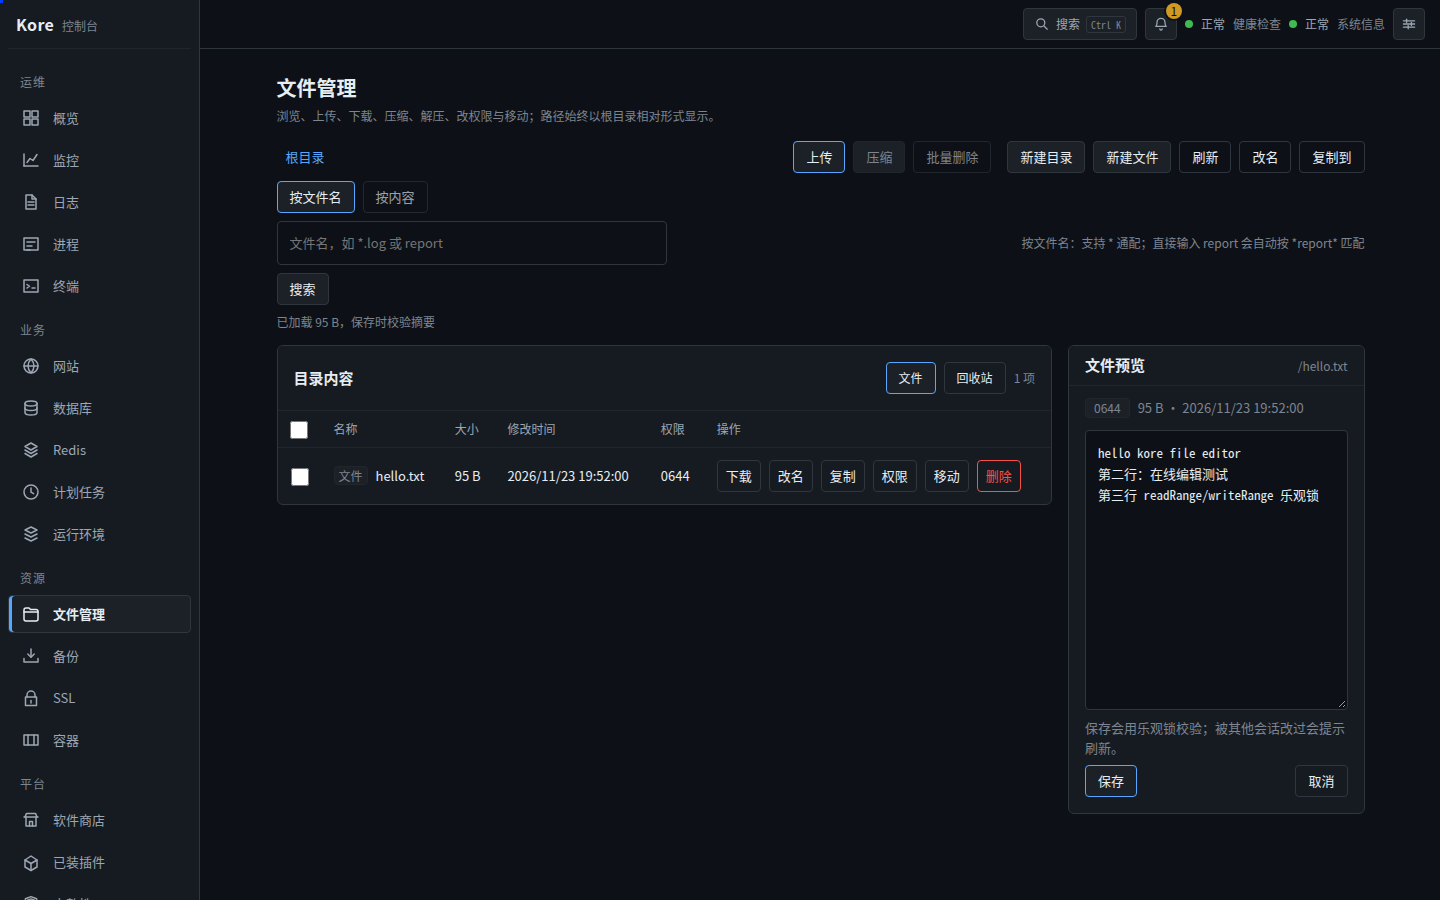 Kore 控制台
搜索 Ctrl K
1
正常 健康检查
正常 系统信息
运维
概览
监控
日志
进程
终端
业务
网站
数据库
Redis
计划任务
运行环境
资源
文件管理
备份
SSL
容器
平台
软件商店
已装插件
文件管理
浏览、上传、下载、压缩、解压、改权限与移动；路径始终以根目录相对形式显示。
根目录
上传 压缩 批量删除 新建目录 新建文件 刷新 改名 复制到
按文件名 按内容
文件名，如 *.log 或 report
按文件名：支持 * 通配；直接输入 report 会自动按 *report* 匹配
搜索
已加载 95 B，保存时校验摘要
目录内容
文件 回收站 1 项
名称 大小 修改时间 权限 操作
文件 hello.txt 95 B 2026/11/23 19:52:00 0644 下载 改名 复制 权限 移动 删除
文件预览 /hello.txt
0644 95 B · 2026/11/23 19:52:00
hello kore file editor
第二行：在线编辑测试
第三行 readRange/writeRange 乐观锁
保存会用乐观锁校验；被其他会话改过会提示
刷新。
保存 取消